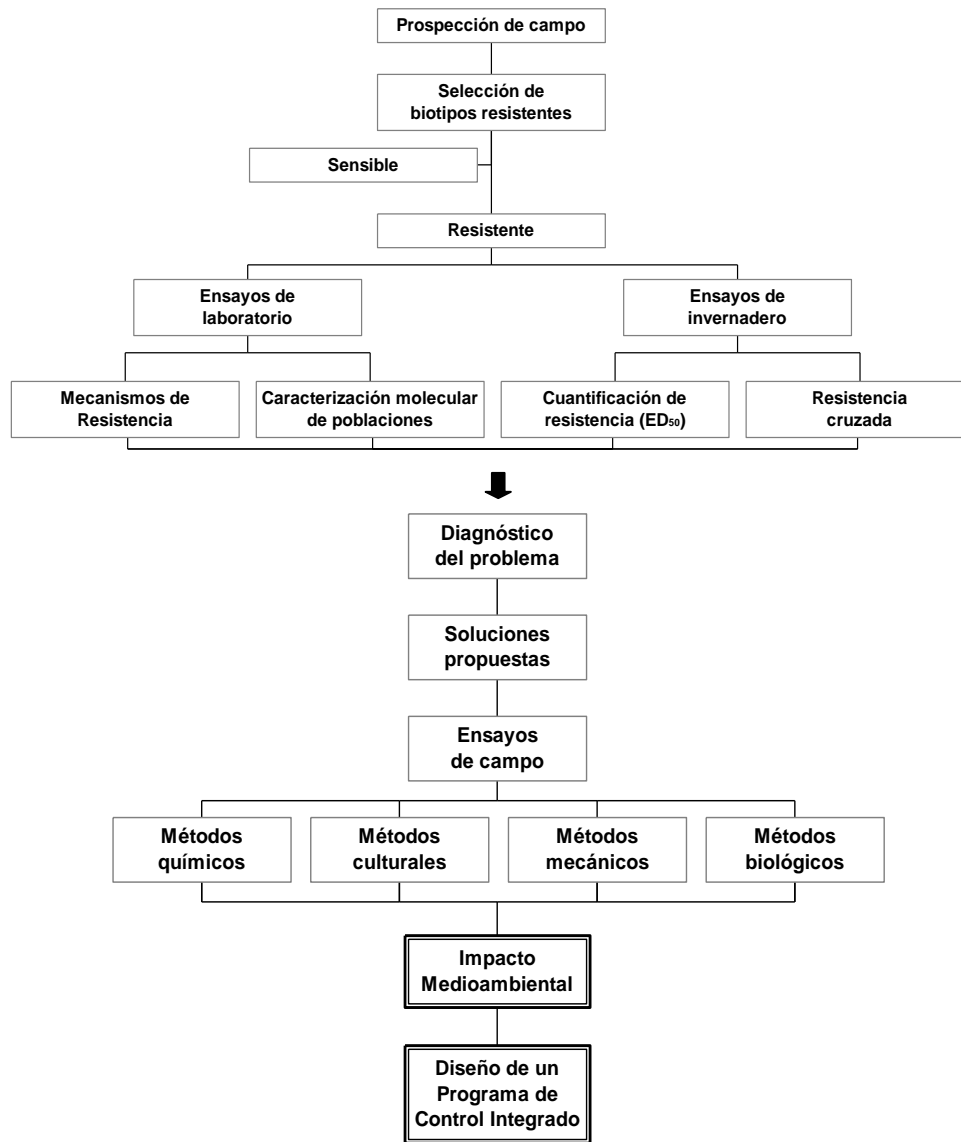 Prospección de campo
Selección de
biotipos resistentes
Sensible
Resistente
Ensayos de
laboratorio
Ensayos de
invernadero
Mecanismos de
Resistencia
Caracterización molecular
de poblaciones
Cuantificación de
resistencia (ED₅₀)
Resistencia
cruzada
Diagnóstico
del problema
Soluciones
propuestas
Ensayos
de campo
Métodos
químicos
Métodos
culturales
Métodos
mecánicos
Métodos
biológicos
Impacto
Medioambiental
Diseño de un
Programa de
Control Integrado